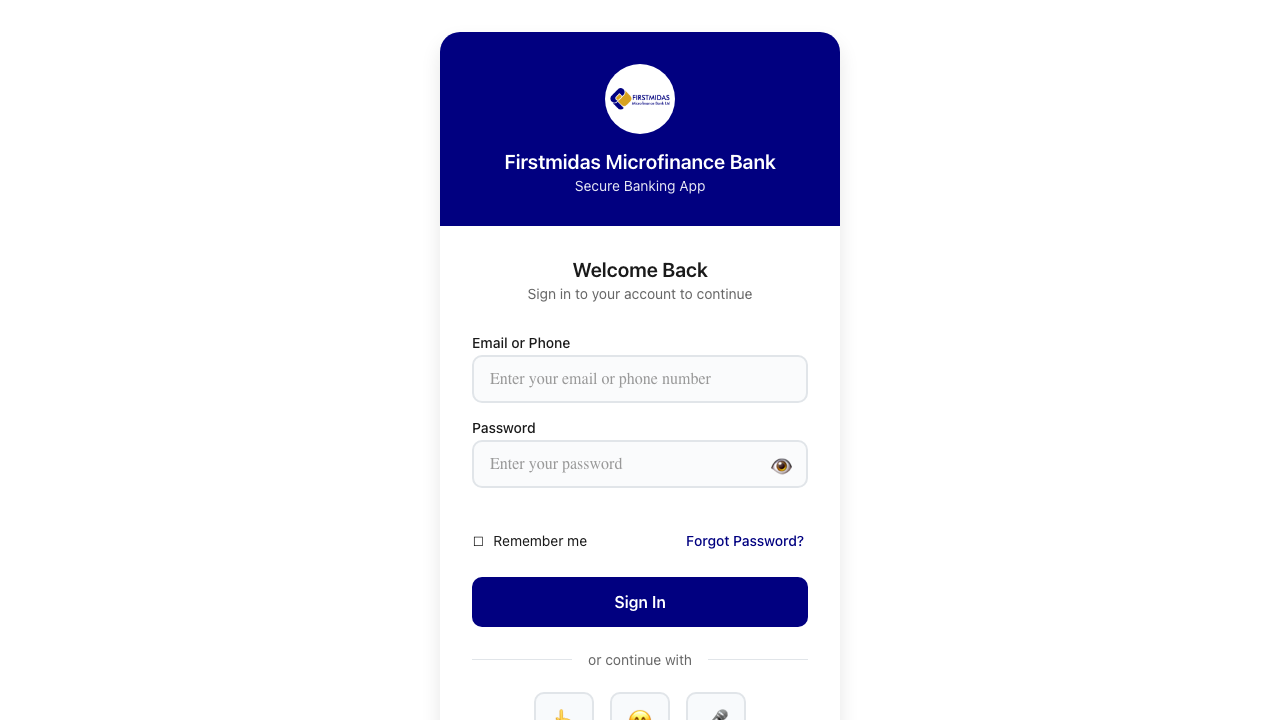 FIRSTMIDAS
Microfinance Bank Ltd
Firstmidas Microfinance Bank
Secure Banking App
Welcome Back
Sign in to your account to continue
Email or Phone
Enter your email or phone number
Password
Enter your password
Remember me
Forgot Password?
Sign In
or continue with